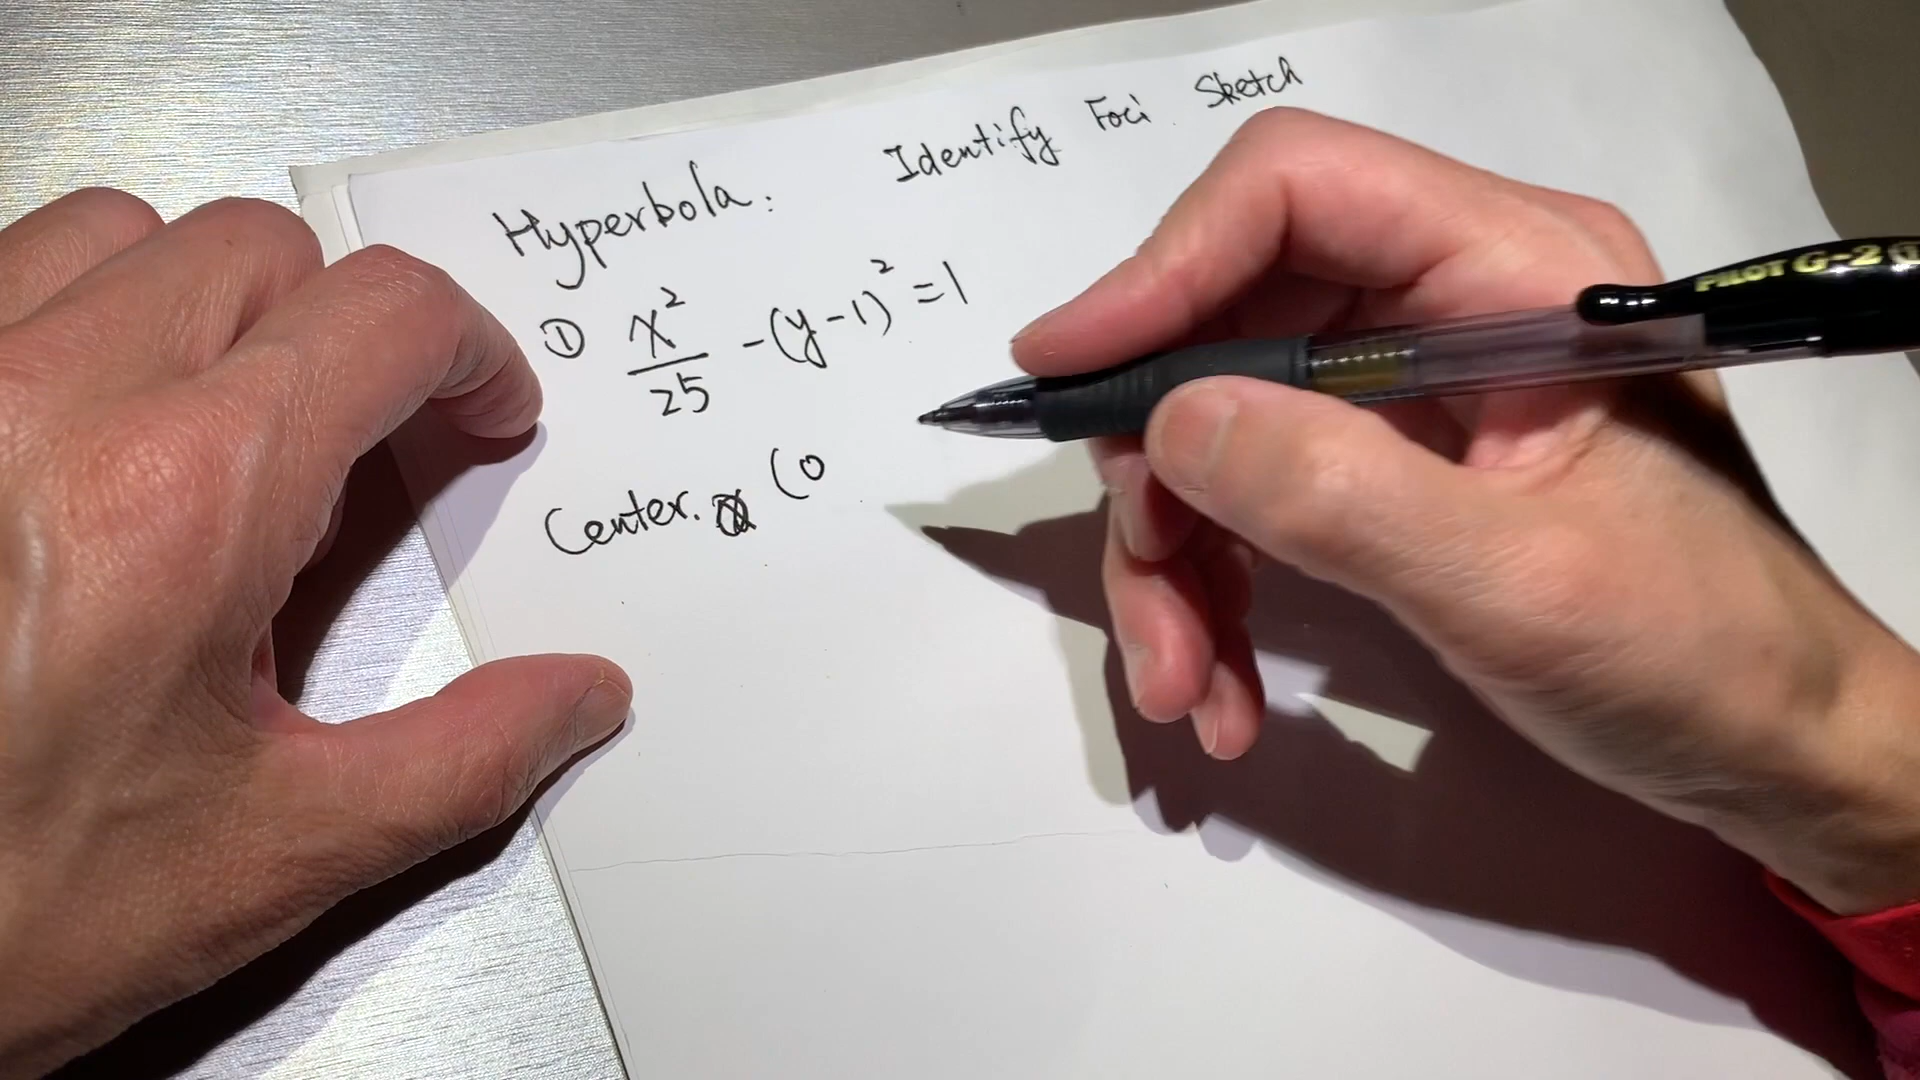 Identify Foci. Sketch
Hyperbola:
① x²/25 - (y-1)² = 1
Center. (0
PILOT G-2